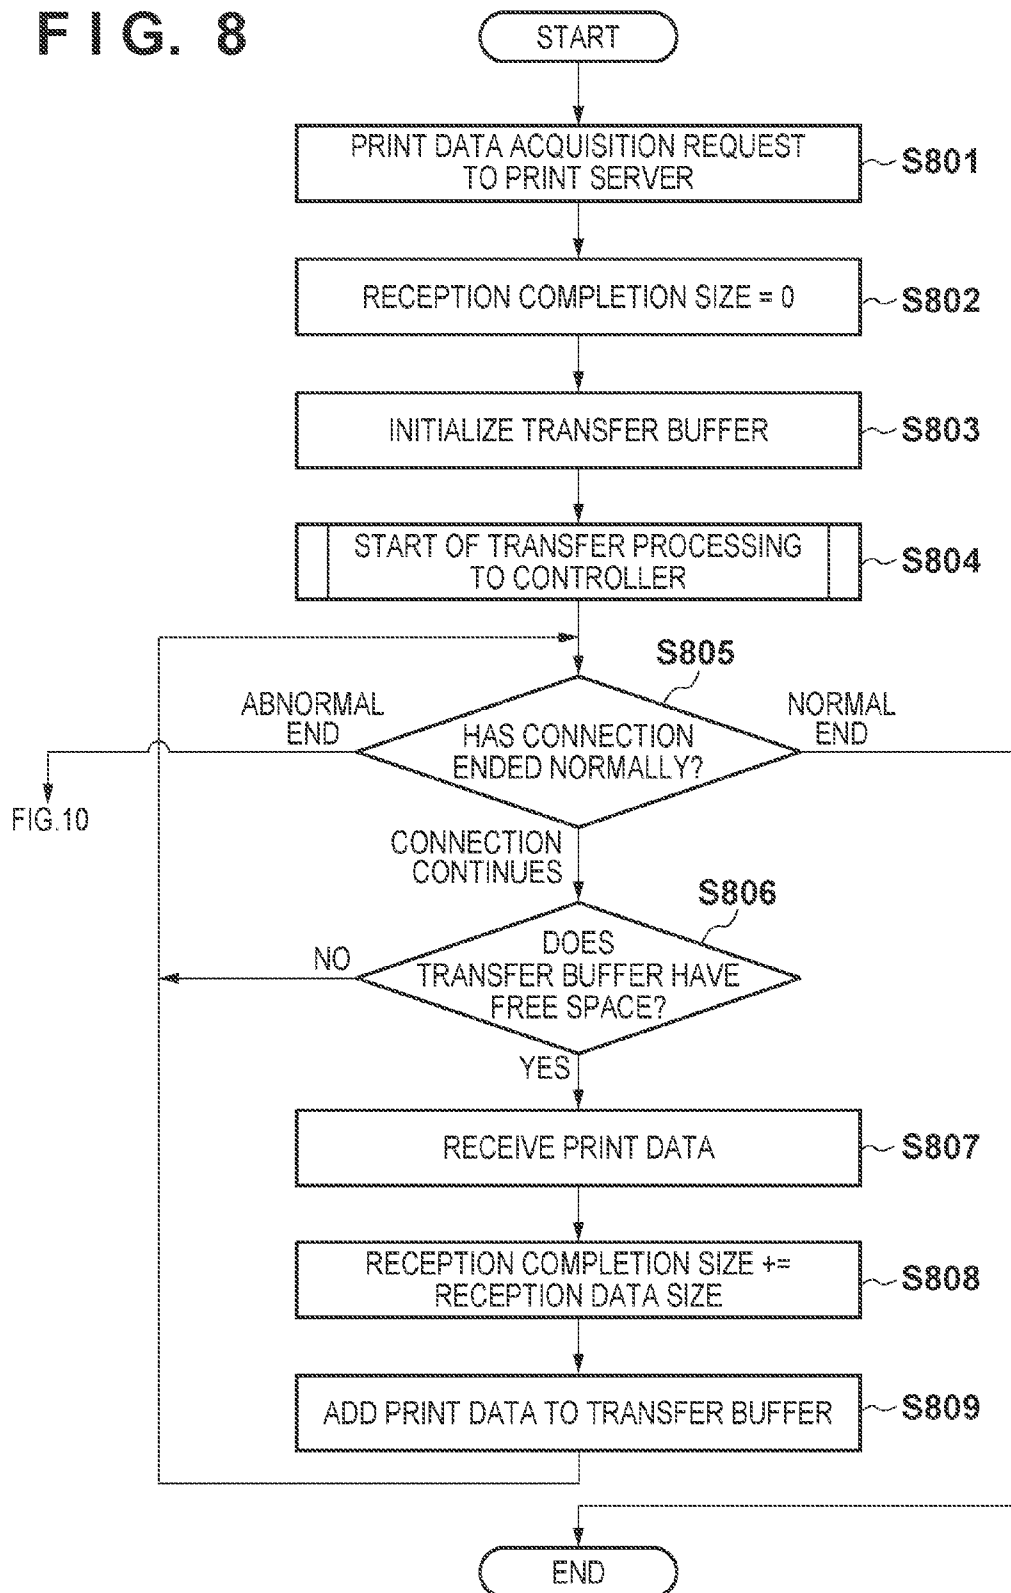 FIG. 8
START
PRINT DATA ACQUISITION REQUEST
TO PRINT SERVER
S801
RECEPTION COMPLETION SIZE = 0
S802
INITIALIZE TRANSFER BUFFER
S803
START OF TRANSFER PROCESSING
TO CONTROLLER
S804
S805
ABNORMAL
END
HAS CONNECTION
ENDED NORMALLY?
NORMAL
END
FIG.10
CONNECTION
CONTINUES
S806
NO
DOES
TRANSFER BUFFER HAVE
FREE SPACE?
YES
RECEIVE PRINT DATA
S807
RECEPTION COMPLETION SIZE +=
RECEPTION DATA SIZE
S808
ADD PRINT DATA TO TRANSFER BUFFER
S809
END